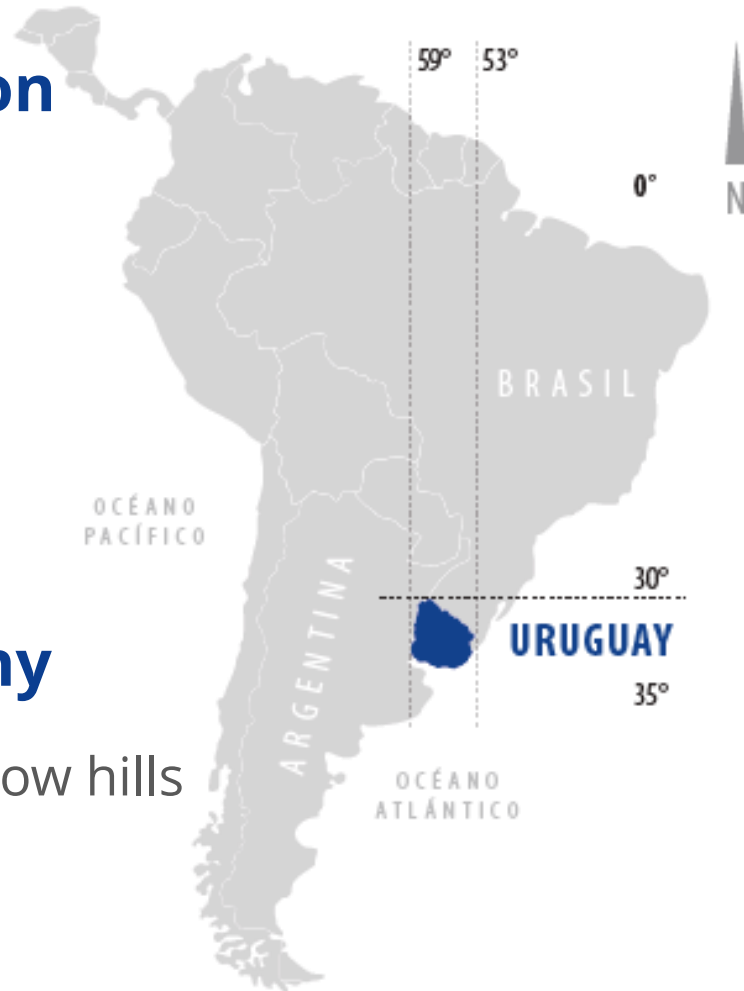 on
59° 53°
0°
N
BRASIL
OCÉANO
PACÍFICO
30°
ARGENTINA
URUGUAY
ny
35°
ow hills
OCÉANO
ATLÁNTICO